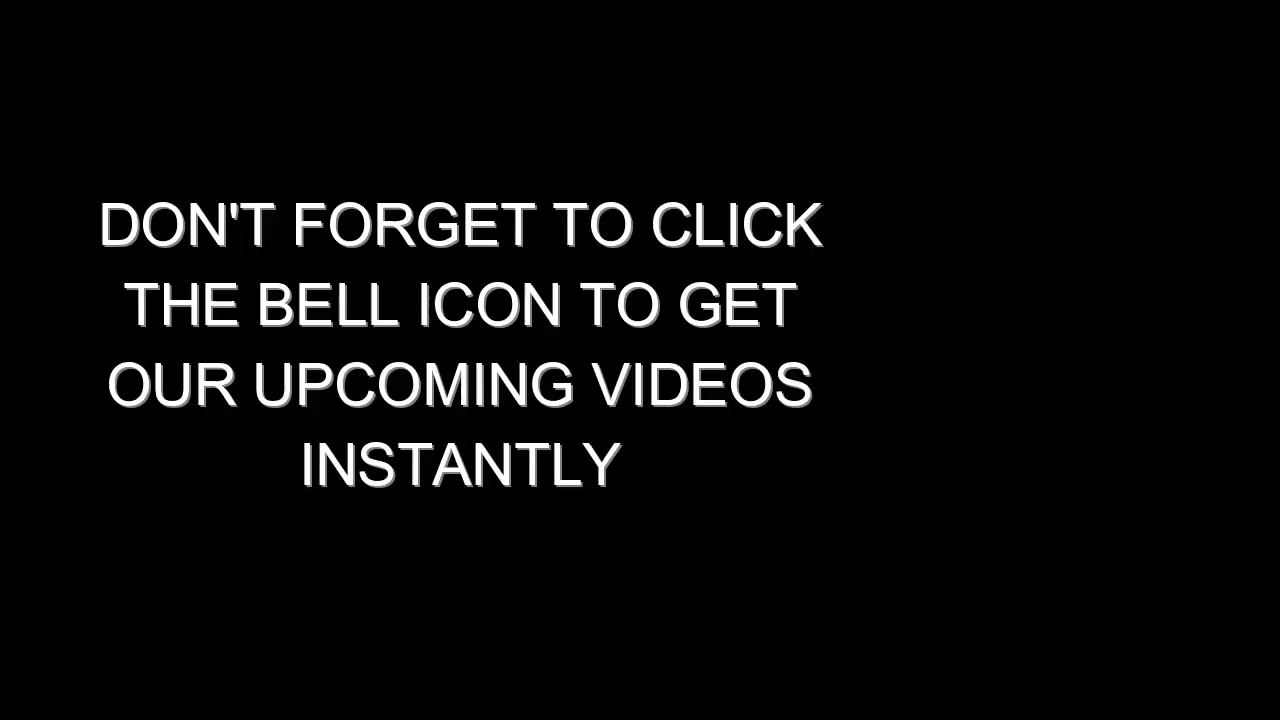 DON'T FORGET TO CLICK
THE BELL ICON TO GET
OUR UPCOMING VIDEOS
INSTANTLY